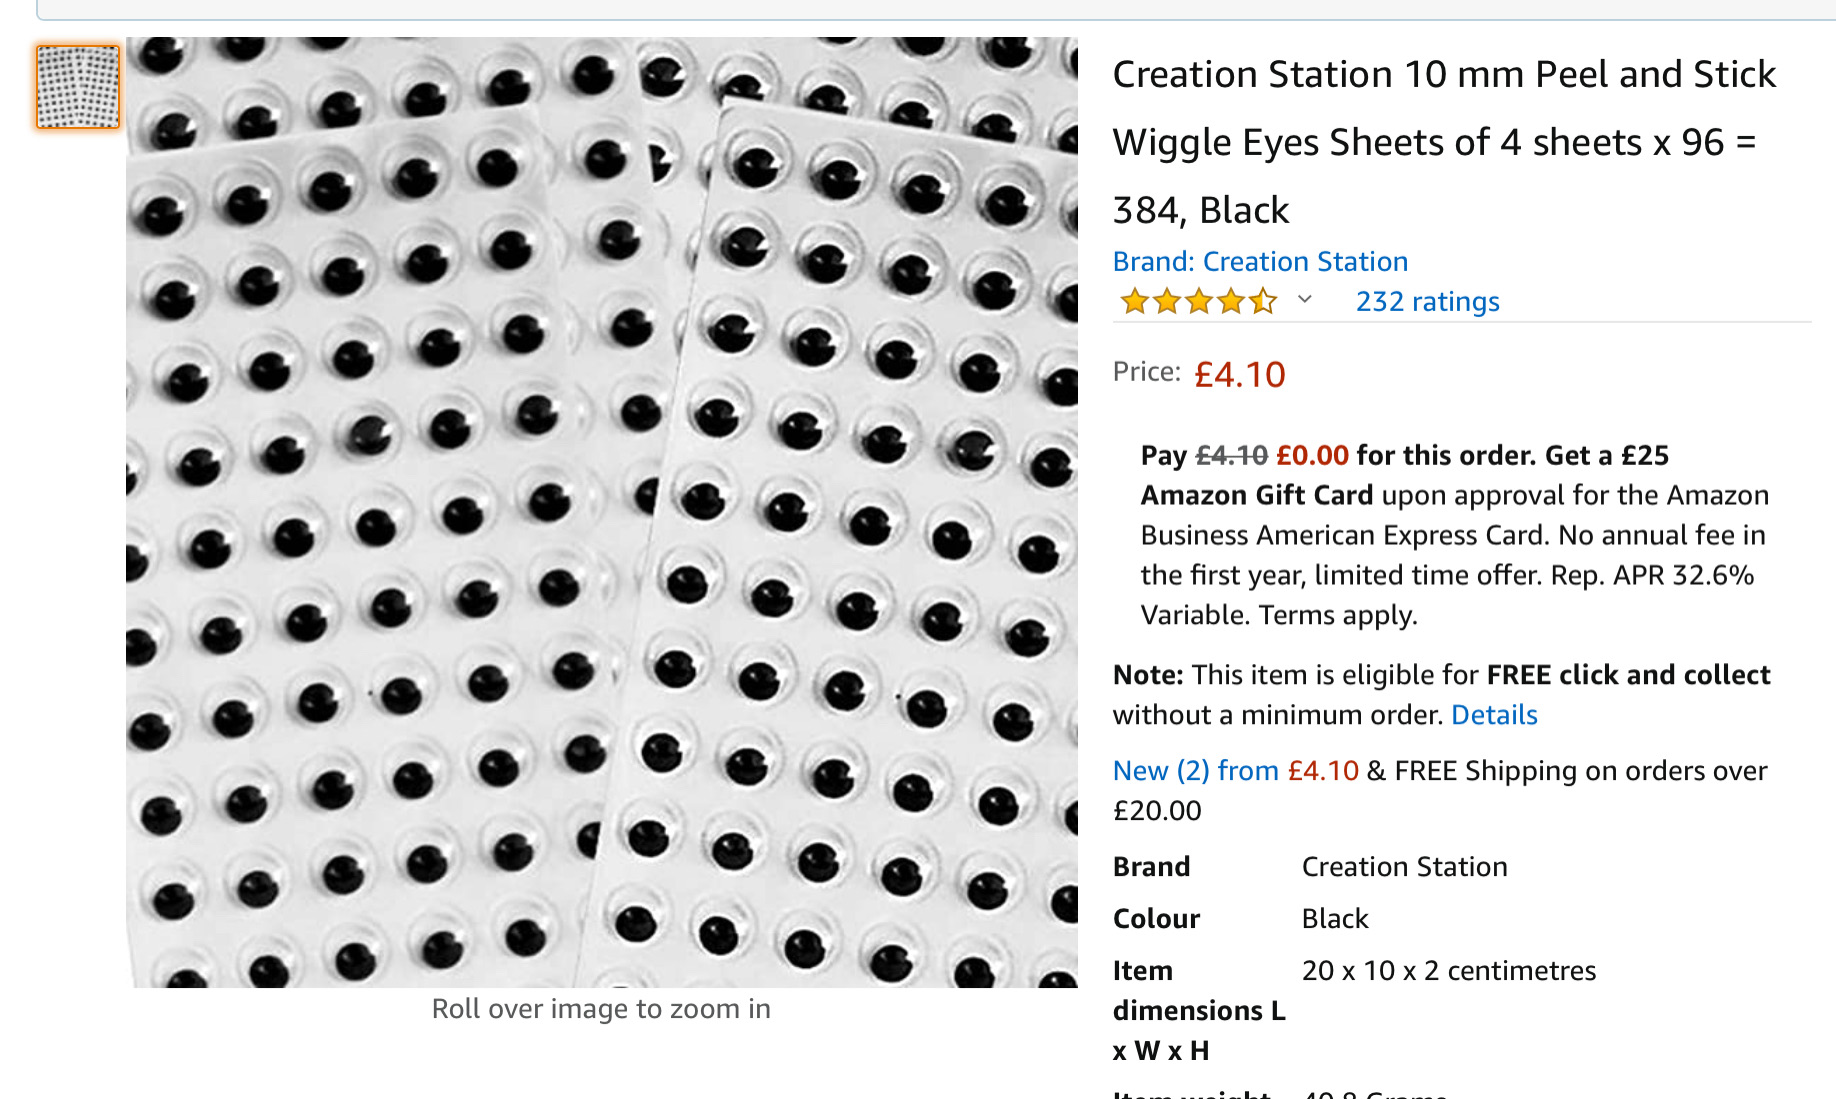 Creation Station 10 mm Peel and Stick
Wiggle Eyes Sheets of 4 sheets x 96 =
384, Black
Brand: Creation Station
232 ratings
Price: £4.10
Pay £4.10 £0.00 for this order. Get a £25
Amazon Gift Card upon approval for the Amazon
Business American Express Card. No annual fee in
the first year, limited time offer. Rep. APR 32.6%
Variable. Terms apply.
Note: This item is eligible for FREE click and collect
without a minimum order. Details
New (2) from £4.10 & FREE Shipping on orders over
£20.00
Brand Creation Station
Colour Black
Item 20 x 10 x 2 centimetres
dimensions L
x W x H
Item weight 40.8 Grams
Roll over image to zoom in